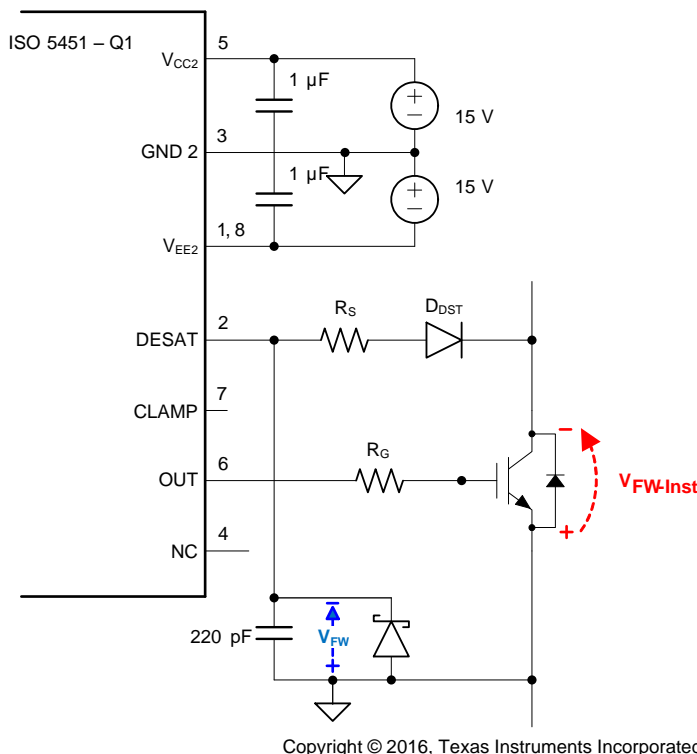 ISO 5451 – Q1
5
VCC2
1 µF
+
−
15 V
3
GND 2
1 µF
+
−
15 V
1, 8
VEE2
RS
DDST
2
DESAT
7
CLAMP
−
RG
6
OUT
VFW-Inst
+
4
NC
−
220 pF
VFW
+
Copyright © 2016, Texas Instruments Incorporated